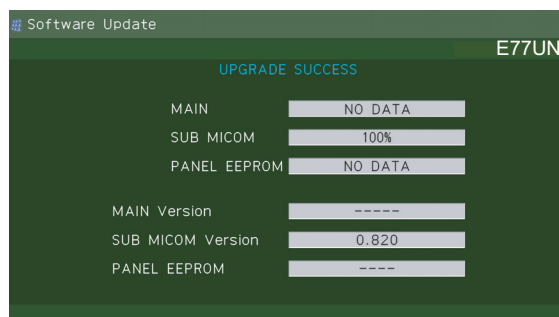 Software Update
E77UN
UPGRADE SUCCESS
MAIN NO DATA
SUB MICOM 100%
PANEL EEPROM NO DATA
MAIN Version -----
SUB MICOM Version 0.820
PANEL EEPROM ----